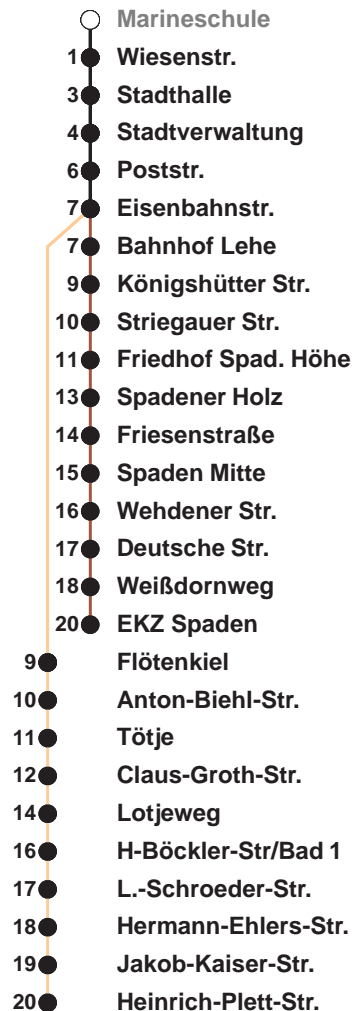 Marineschule
1 Wiesenstr.
3 Stadthalle
4 Stadtverwaltung
6 Poststr.
7 Eisenbahnstr.
7 Bahnhof Lehe
9 Königshütter Str.
10 Striegauer Str.
11 Friedhof Spad. Höhe
13 Spadener Holz
14 Friesenstraße
15 Spaden Mitte
16 Wehdener Str.
17 Deutsche Str.
18 Weißdornweg
20 EKZ Spaden
9 Flötenkiel
10 Anton-Biehl-Str.
11 Tötje
12 Claus-Groth-Str.
14 Lotjeweg
16 H-Böckler-Str/Bad 1
17 L.-Schroeder-Str.
18 Hermann-Ehlers-Str.
19 Jakob-Kaiser-Str.
20 Heinrich-Plett-Str.